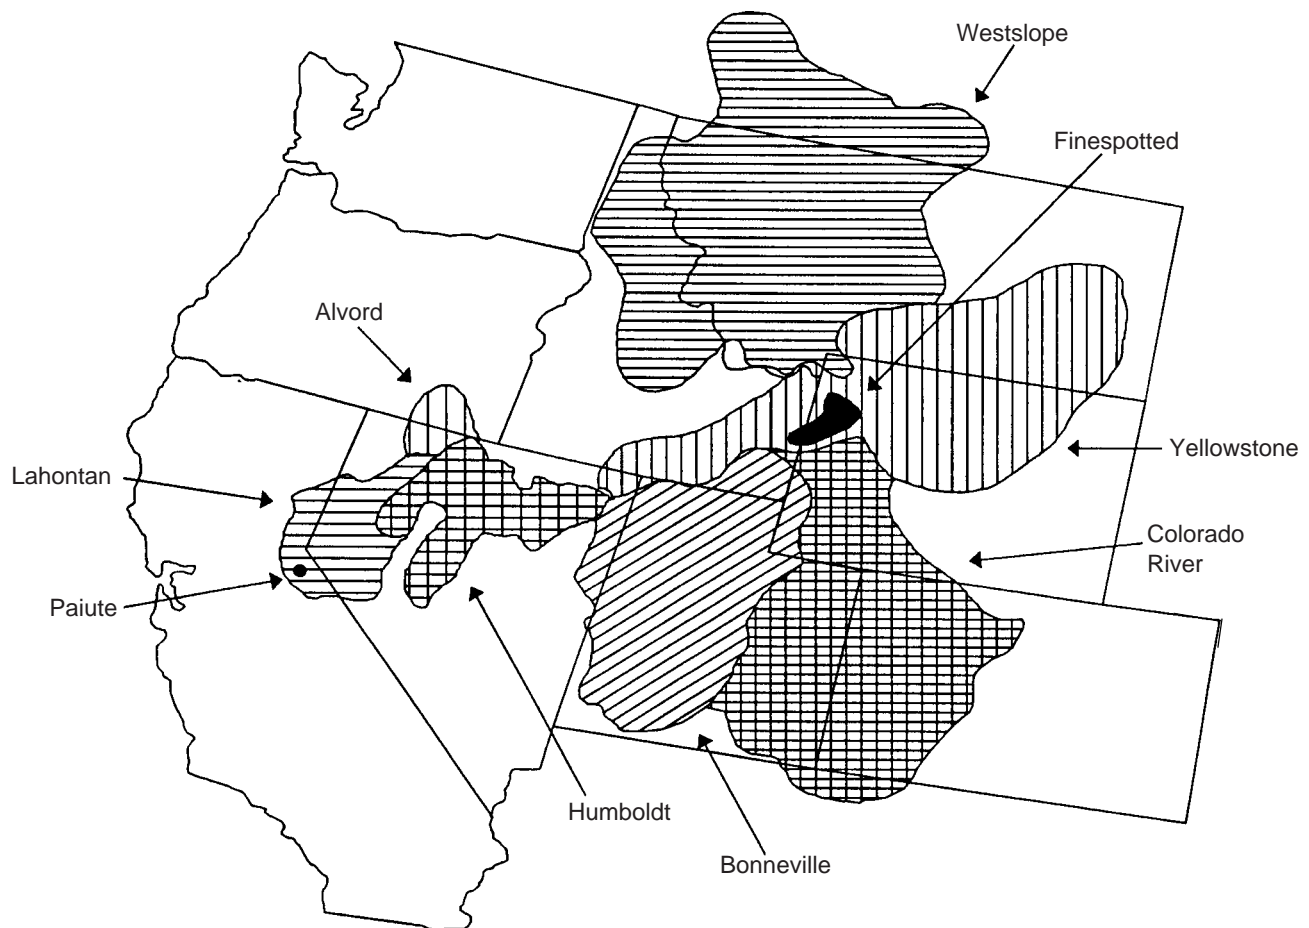 Westslope
Finespotted
Alvord
Yellowstone
Lahontan
Colorado
River
Paiute
Humboldt
Bonneville